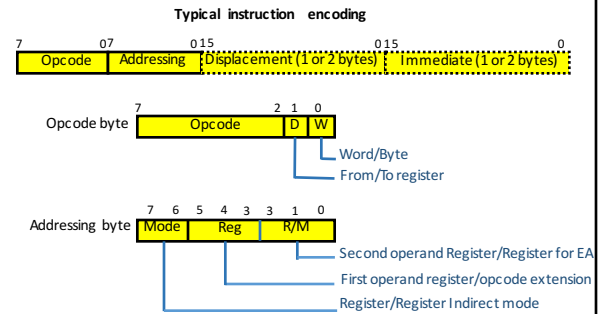 Typical instruction encoding
7 0 7 0 15 0 15 0
Opcode Addressing Displacement (1 or 2 bytes) Immediate (1 or 2 bytes)
7 2 1 0
Opcode byte Opcode D W
Word/Byte
From/To register
7 6 5 4 3 3 1 0
Addressing byte Mode Reg R/M
Second operand Register/Register for EA
First operand register/opcode extension
Register/Register Indirect mode